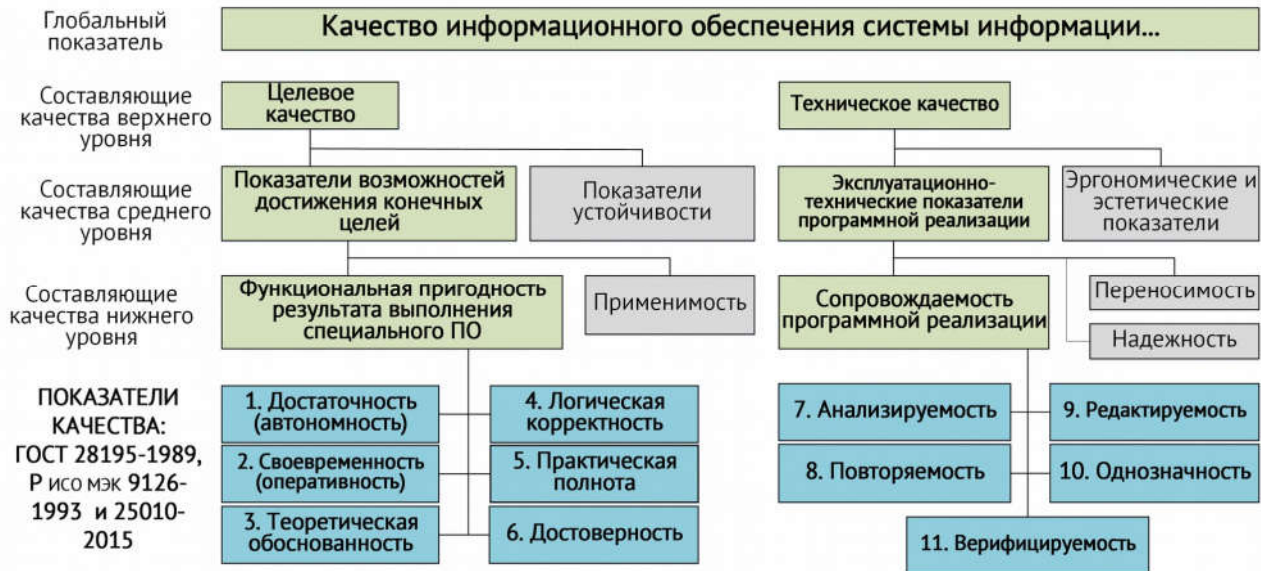 Глобальный
показатель
Качество информационного обеспечения системы информации...
Составляющие
качества верхнего
уровня
Целевое
качество
Техническое качество
Составляющие
качества среднего
уровня
Показатели возможностей
достижения конечных
целей
Показатели
устойчивости
Эксплуатационно-
технические показатели
программной реализации
Эргономические и
эстетические
показатели
Составляющие
качества нижнего
уровня
Функциональная пригодность
результата выполнения
специального ПО
Применимость
Сопровождаемость
программной реализации
Переносимость
Надежность
ПОКАЗАТЕЛИ
КАЧЕСТВА:
ГОСТ 28195-1989,
Р ИСО МЭК 9126-
1993 и 25010-
2015
1. Достаточность
(автономность)
4. Логическая
корректность
2. Своевременность
(оперативность)
5. Практическая
полнота
3. Теоретическая
обоснованность
6. Достоверность
7. Анализируемость
9. Редактируемость
8. Повторяемость
10. Однозначность
11. Верифицируемость